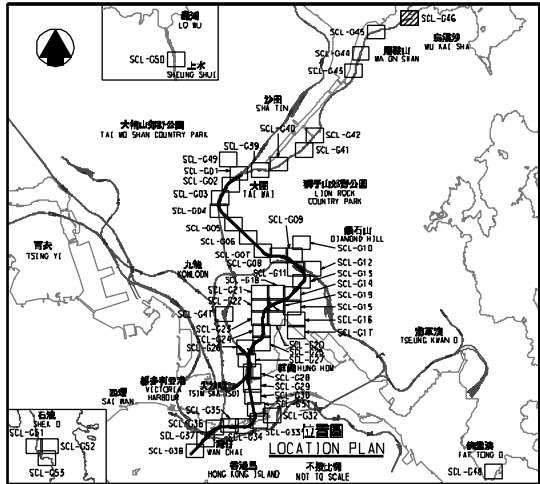 羅湖
LO WU
SCL-G50
上水
SHEUNG SHUI
SCL-G46
SCL-G45
烏溪沙
WU KAI SHA
SCL-G44
馬鞍山
MA ON SHAN
SCL-G43
沙田
SHA TIN
大帽山郊野公園
TAI MO SHAN COUNTRY PARK
SCL-G40
SCL-G42
SCL-G39
SCL-G41
SCL-G49
SCL-G01
SCL-G02
大圍
TAI WAI
獅子山郊野公園
LION ROCK
COUNTRY PARK
SCL-G03
SCL-G04
SCL-G05
SCL-G06
SCL-G07
SCL-G09
鑽石山
DIAMOND HILL
SCL-G10
青衣
TSING YI
九龍
KOWLOON
SCL-G08
SCL-G11
SCL-G12
SCL-G13
SCL-G14
SCL-G18
SCL-G19
SCL-G21
SCL-G22
SCL-G15
SCL-G16
SCL-G17
SCL-G47
SCL-G23
SCL-G24
SCL-G26
SCL-G20
SCL-G27
將軍澳
TSEUNG KWAN O
紅磡
HUNG HOM
SCL-G28
SCL-G29
SCL-G30
維多利亞港
VICTORIA
HARBOUR
尖沙咀
TSIM SHA TSUI
西環
SAI WAN
SCL-G32
SCL-G33
SCL-G34
SCL-G35
SCL-G36
SCL-G37
SCL-G38
灣仔
WAN CHAI
香港島
HONG KONG ISLAND
石澳
SHEK O
SCL-G51
SCL-G52
SCL-G53
FAT TONG O
SCL-G48
位置圖
LOCATION PLAN
不按比例
NOT TO SCALE